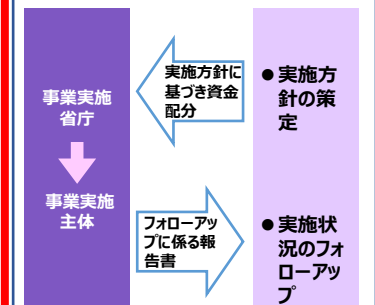 事業実施
省庁
事業実施
主体
実施方針に
基づき資金
配分
●実施方
針の策
定
フォローアッ
プに係る報
告書
●実施状
況のフォ
ローアッ
プ